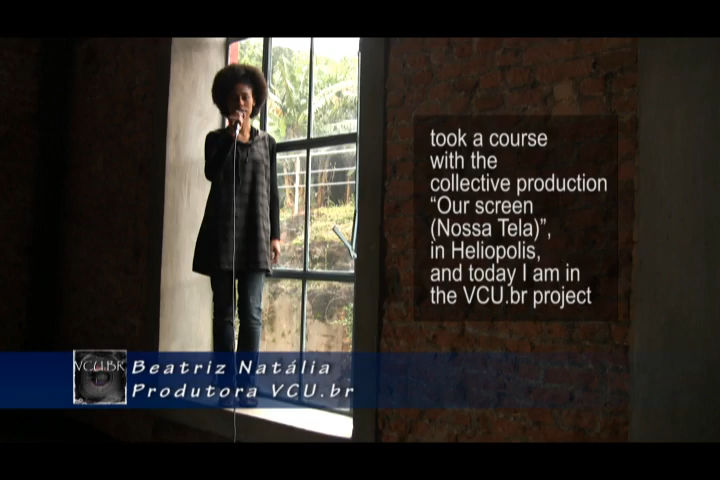 took a course
with the
collective production
“Our screen
(Nossa Tela)”,
in Heliopolis,
and today I am in
the VCU.br project
VCU.BR
Beatriz Natália
Produtora VCU.br